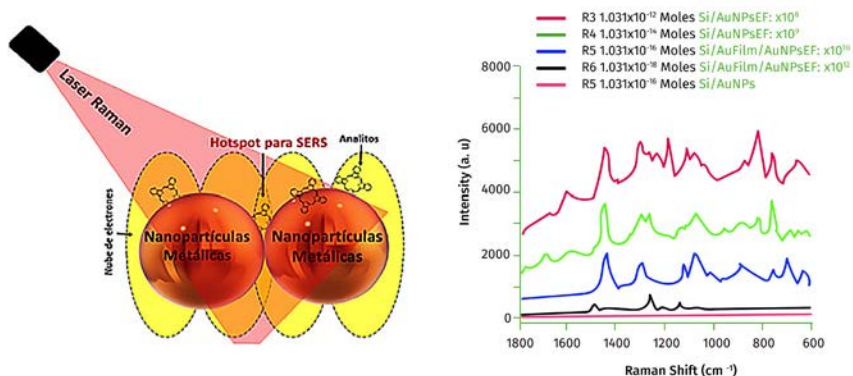 Laser Raman
Hotspot para SERS
Analitos
Nube de electrones
Nanopartículas
Metálicas
Nanopartículas
Metálicas
R3 1.031x10⁻¹² Moles Si/AuNPsEF: x10⁶
R4 1.031x10⁻¹⁴ Moles Si/AuNPsEF: x10⁹
R5 1.031x10⁻¹⁶ Moles Si/AuFilm/AuNPsEF: x10¹⁰
R6 1.031x10⁻¹⁸ Moles Si/AuFilm/AuNPsEF: x10¹²
R5 1.031x10⁻¹⁶ Moles Si/AuNPs
Intensity (a. u)
8000
6000
4000
2000
0
1800 1600 1400 1200 1000 800 600
Raman Shift (cm ⁻¹)